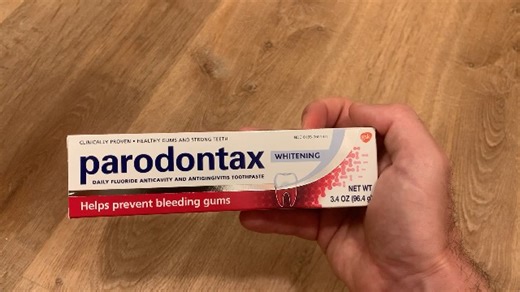 CLINICALLY PROVEN • HEALTHY GUMS AND STRONG TEETH
parodontax
WHITENING
DAILY FLUORIDE ANTICAVITY AND ANTIGINGIVITIS TOOTHPASTE
Helps prevent bleeding gums
NET WT
3.4 OZ (96.4 g)